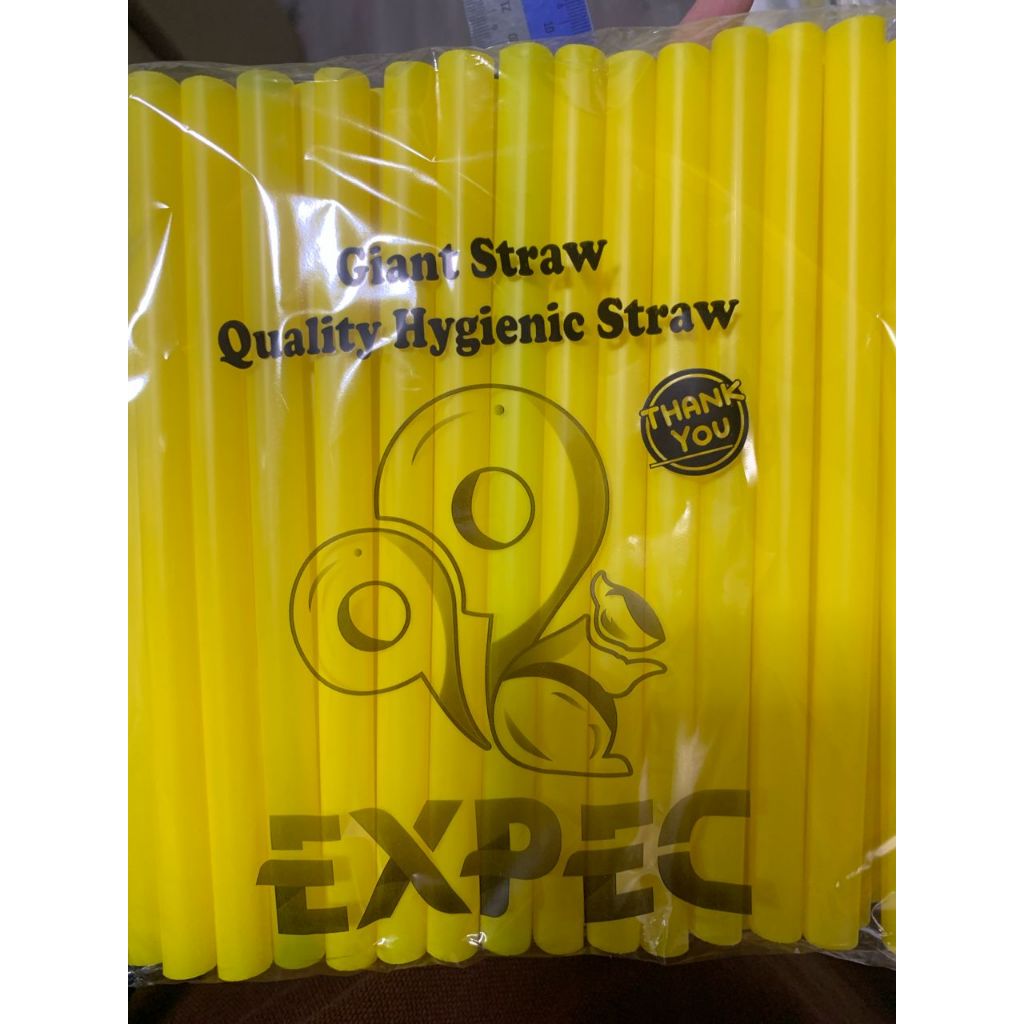 Giant Straw
Quality Hygienic Straw
THANK
YOU
EXPEC